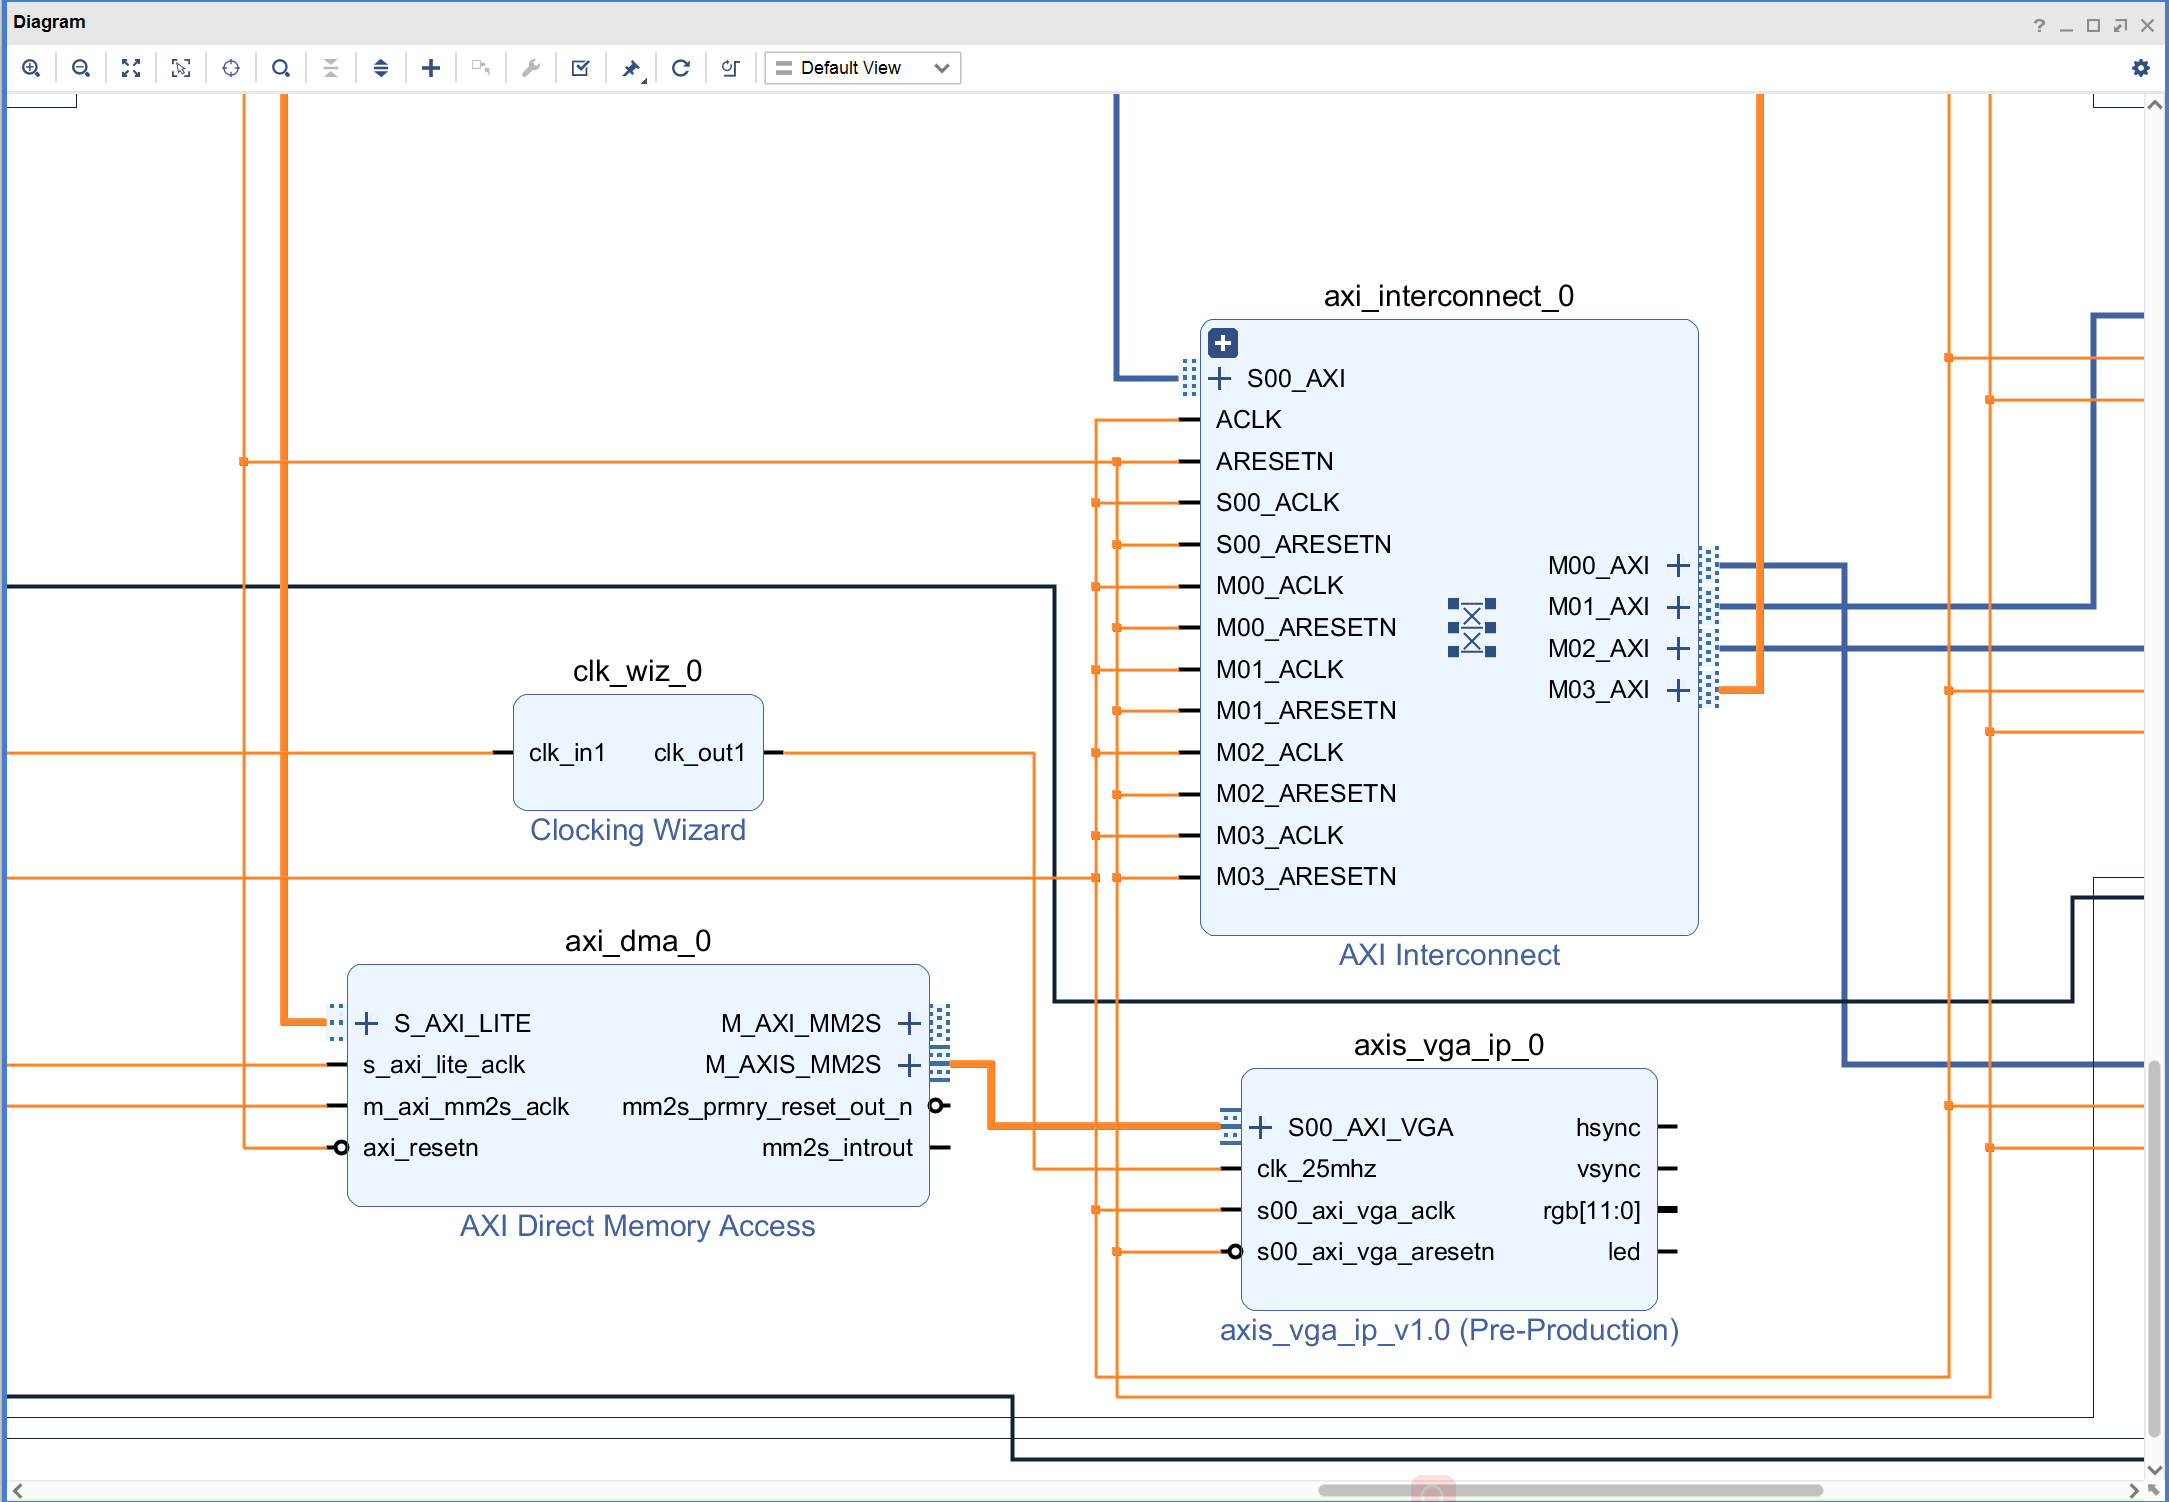 Diagram
Default View
axi_interconnect_0
S00_AXI
ACLK
ARESETN
S00_ACLK
S00_ARESETN
M00_ACLK
M00_ARESETN
M01_ACLK
M01_ARESETN
M02_ACLK
M02_ARESETN
M03_ACLK
M03_ARESETN
M00_AXI
M01_AXI
M02_AXI
M03_AXI
AXI Interconnect
clk_wiz_0
clk_in1 clk_out1
Clocking Wizard
axi_dma_0
S_AXI_LITE M_AXI_MM2S
s_axi_lite_aclk M_AXIS_MM2S
m_axi_mm2s_aclk mm2s_prmry_reset_out_n
axi_resetn mm2s_introut
AXI Direct Memory Access
axis_vga_ip_0
S00_AXI_VGA hsync
clk_25mhz vsync
s00_axi_vga_aclk rgb[11:0]
s00_axi_vga_aresetn led
axis_vga_ip_v1.0 (Pre-Production)